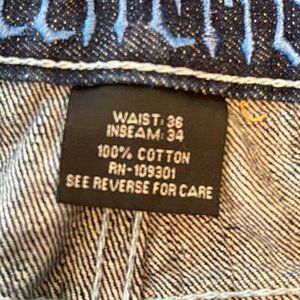 WAIST: 36
INSEAM: 34
100% COTTON
RN-109301
SEE REVERSE FOR CARE